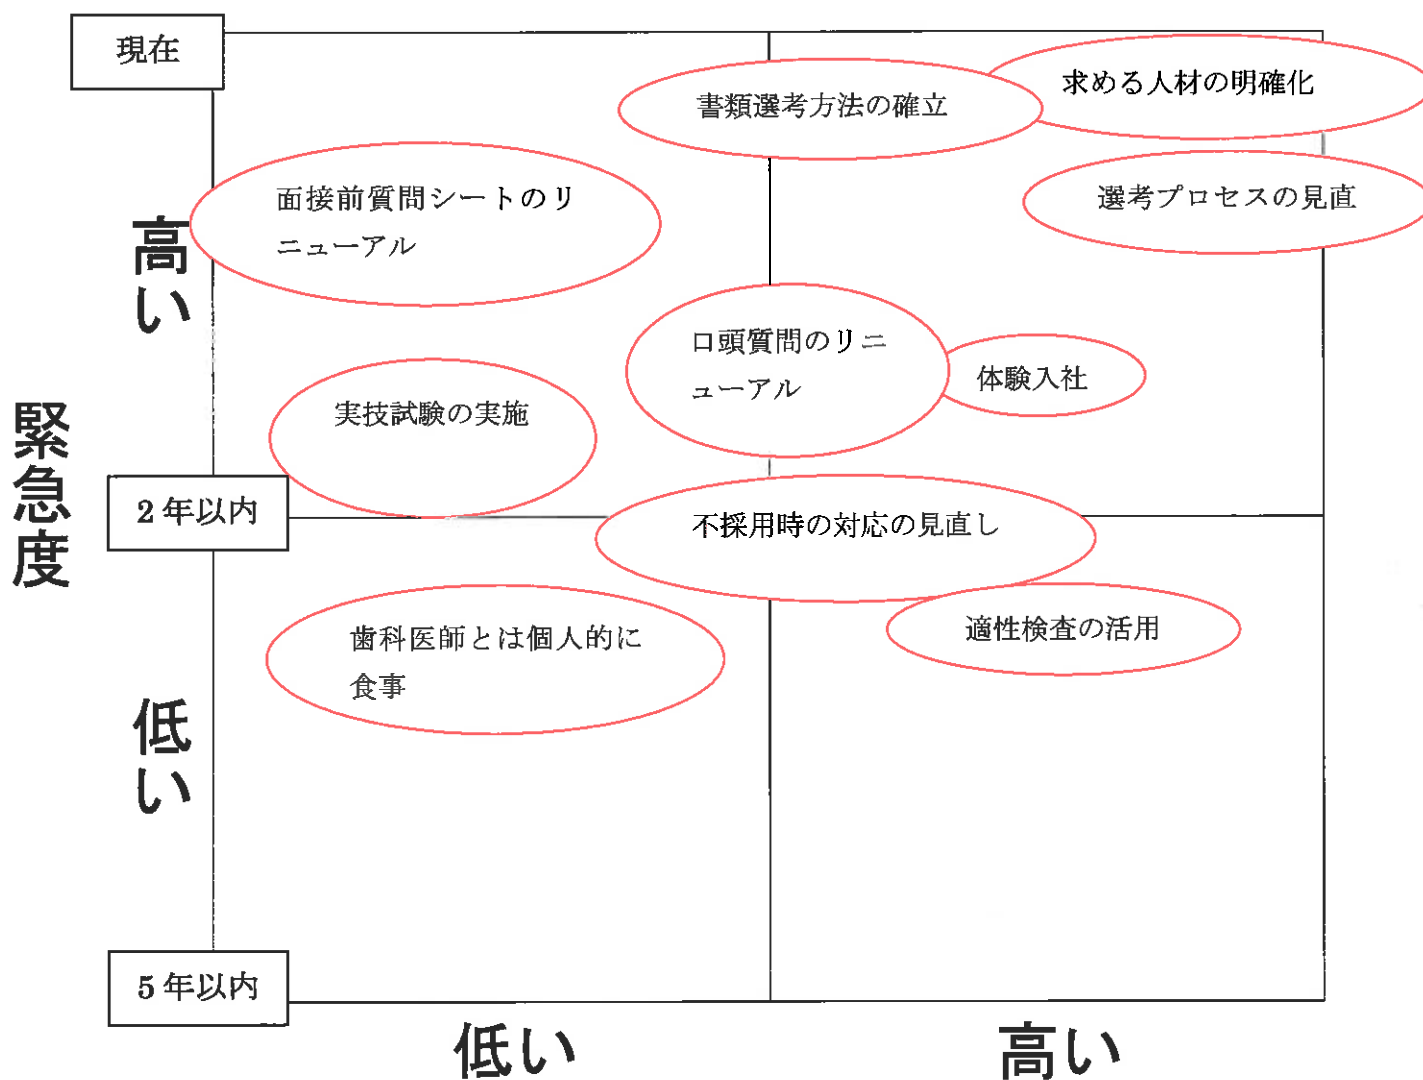 現在
求める人材の明確化
書類選考方法の確立
選考プロセスの見直
面接前質問シートのリ
ニューアル
高い
口頭質問のリニ
ューアル
体験入社
実技試験の実施
緊急度
2年以内
不採用時の対応の見直し
適性検査の活用
歯科医師とは個人的に
食事
低い
5年以内
低い
高い